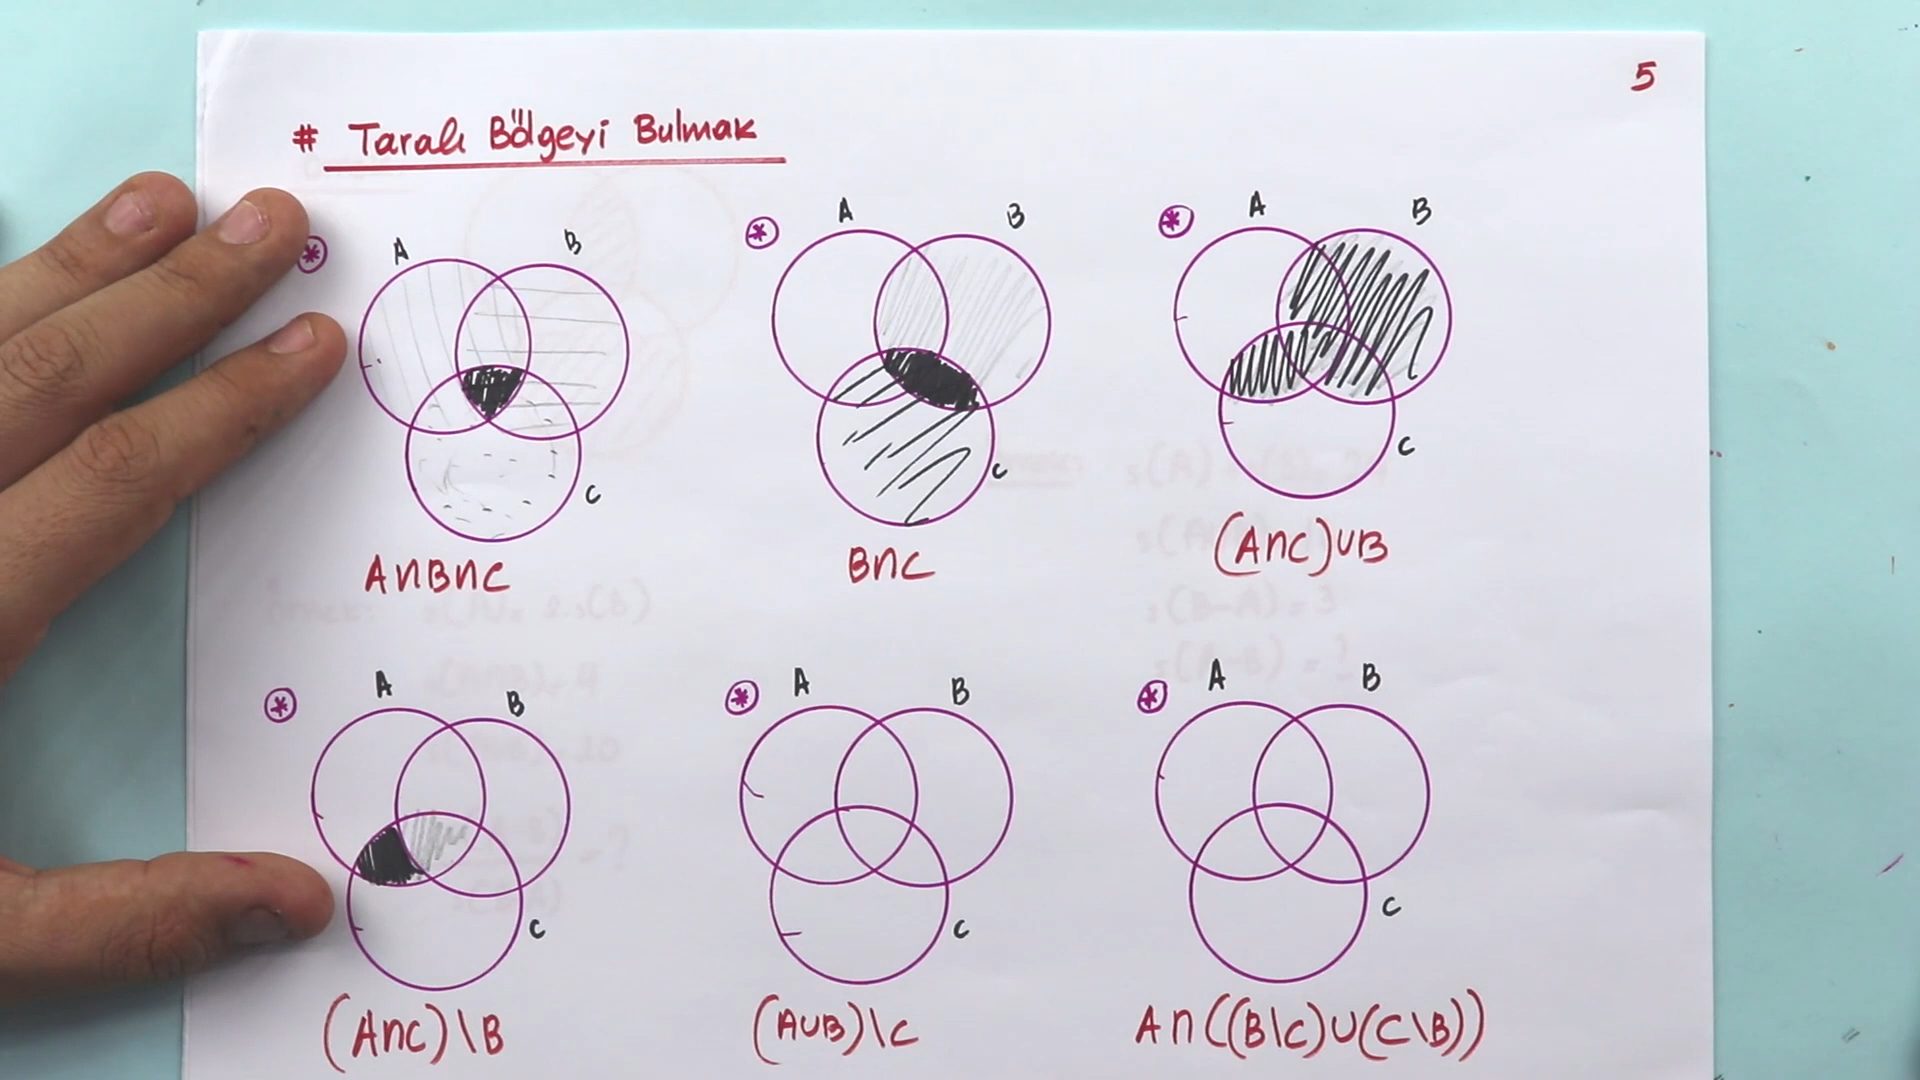 5
# Taralı Bölgeyi Bulmak
A B C
A∩B∩C
A B C
B∩C
A B C
(A∩C)∪B
A B C
(A∩C)\B
A B C
(A∪B)\C
A B C
A∩((B\C)∪(C\B))